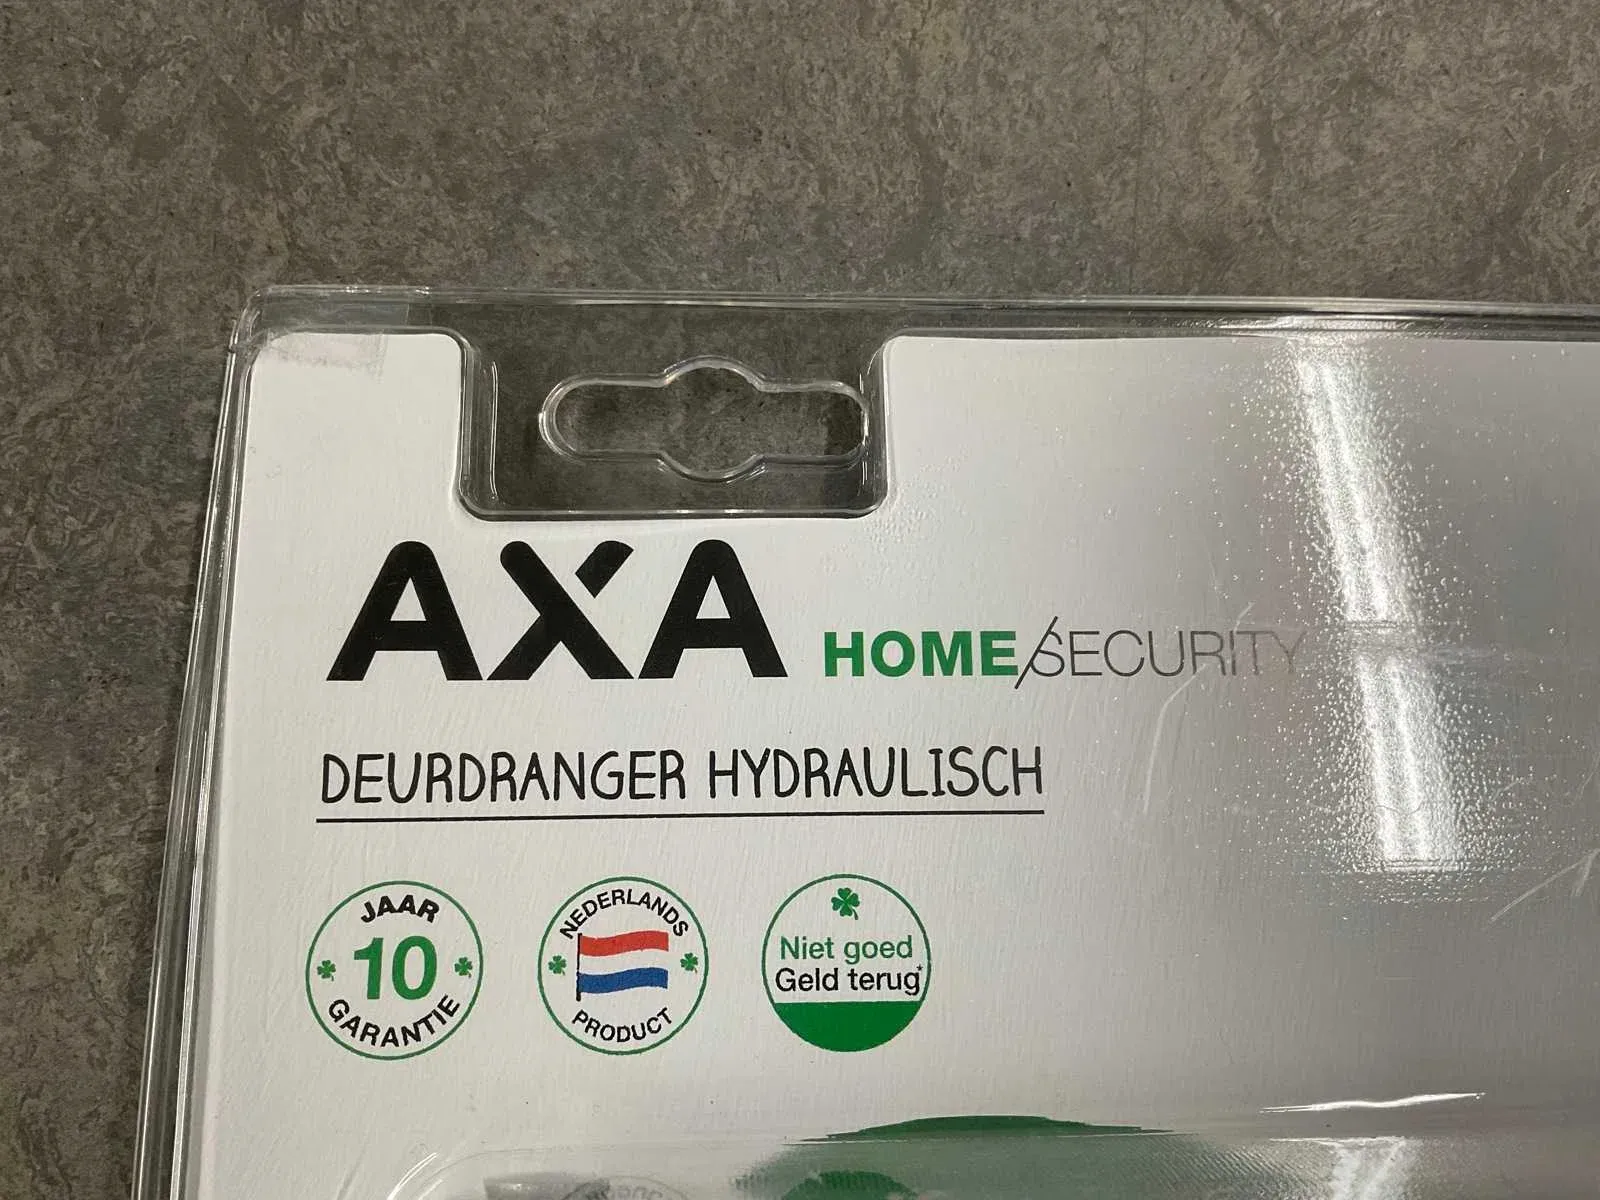 AXA HOME/SECURITY
DEURDRANGER HYDRAULISCH
JAAR
10
GARANTIE
NEDERLANDS
PRODUCT
Niet goed
Geld terug*